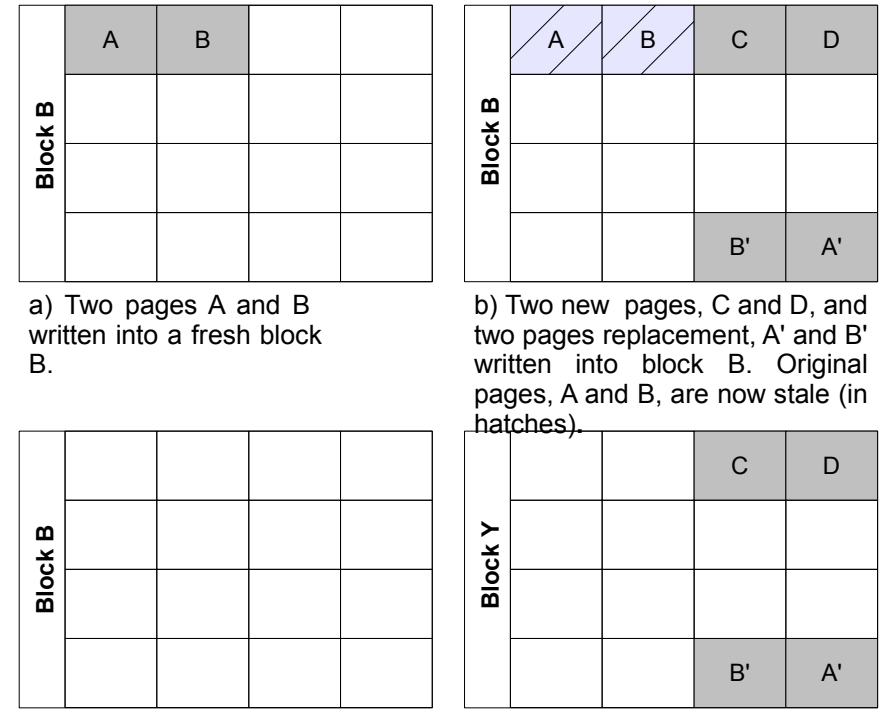 Block B
A B
a) Two pages A and B
written into a fresh block
B.
Block B
A B C D
B' A'
b) Two new pages, C and D, and
two pages replacement, A' and B'
written into block B. Original
pages, A and B, are now stale (in
hatches).
Block B
Block Y
C D
B' A'